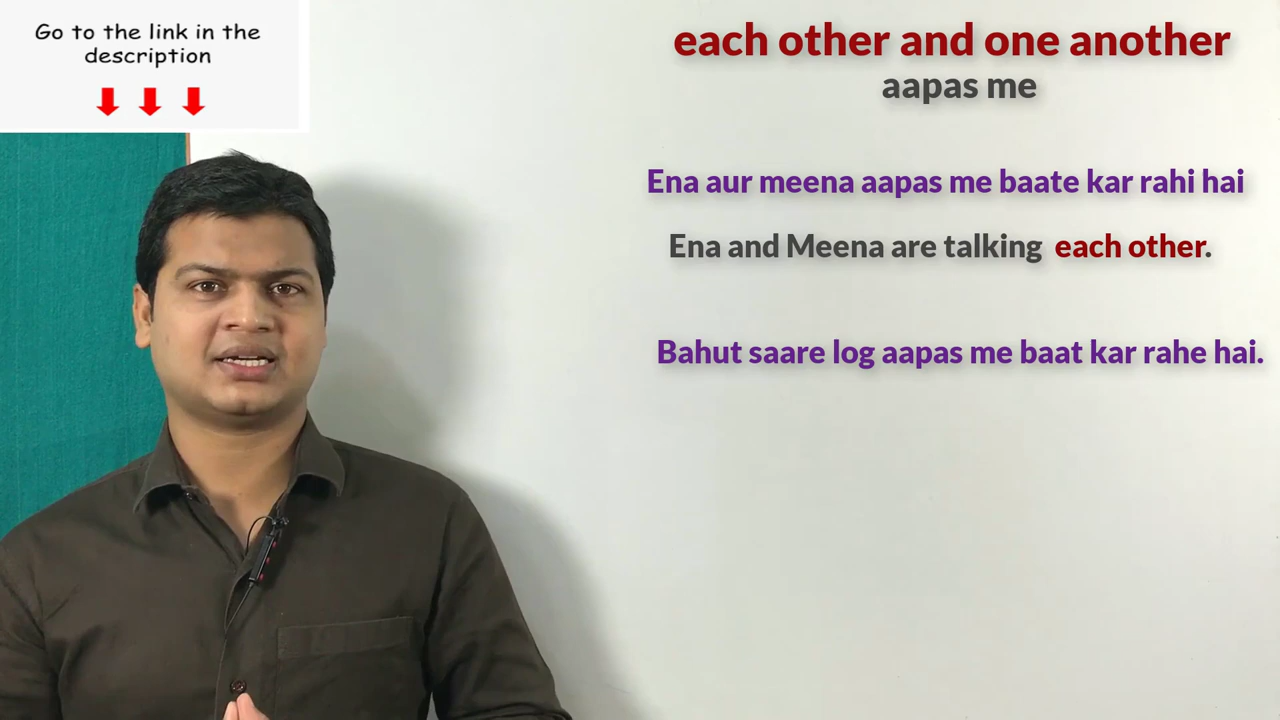 Go to the link in the
description
each other and one another
aapas me
Ena aur meena aapas me baate kar rahi hai
Ena and Meena are talking each other.
Bahut saare log aapas me baat kar rahe hai.